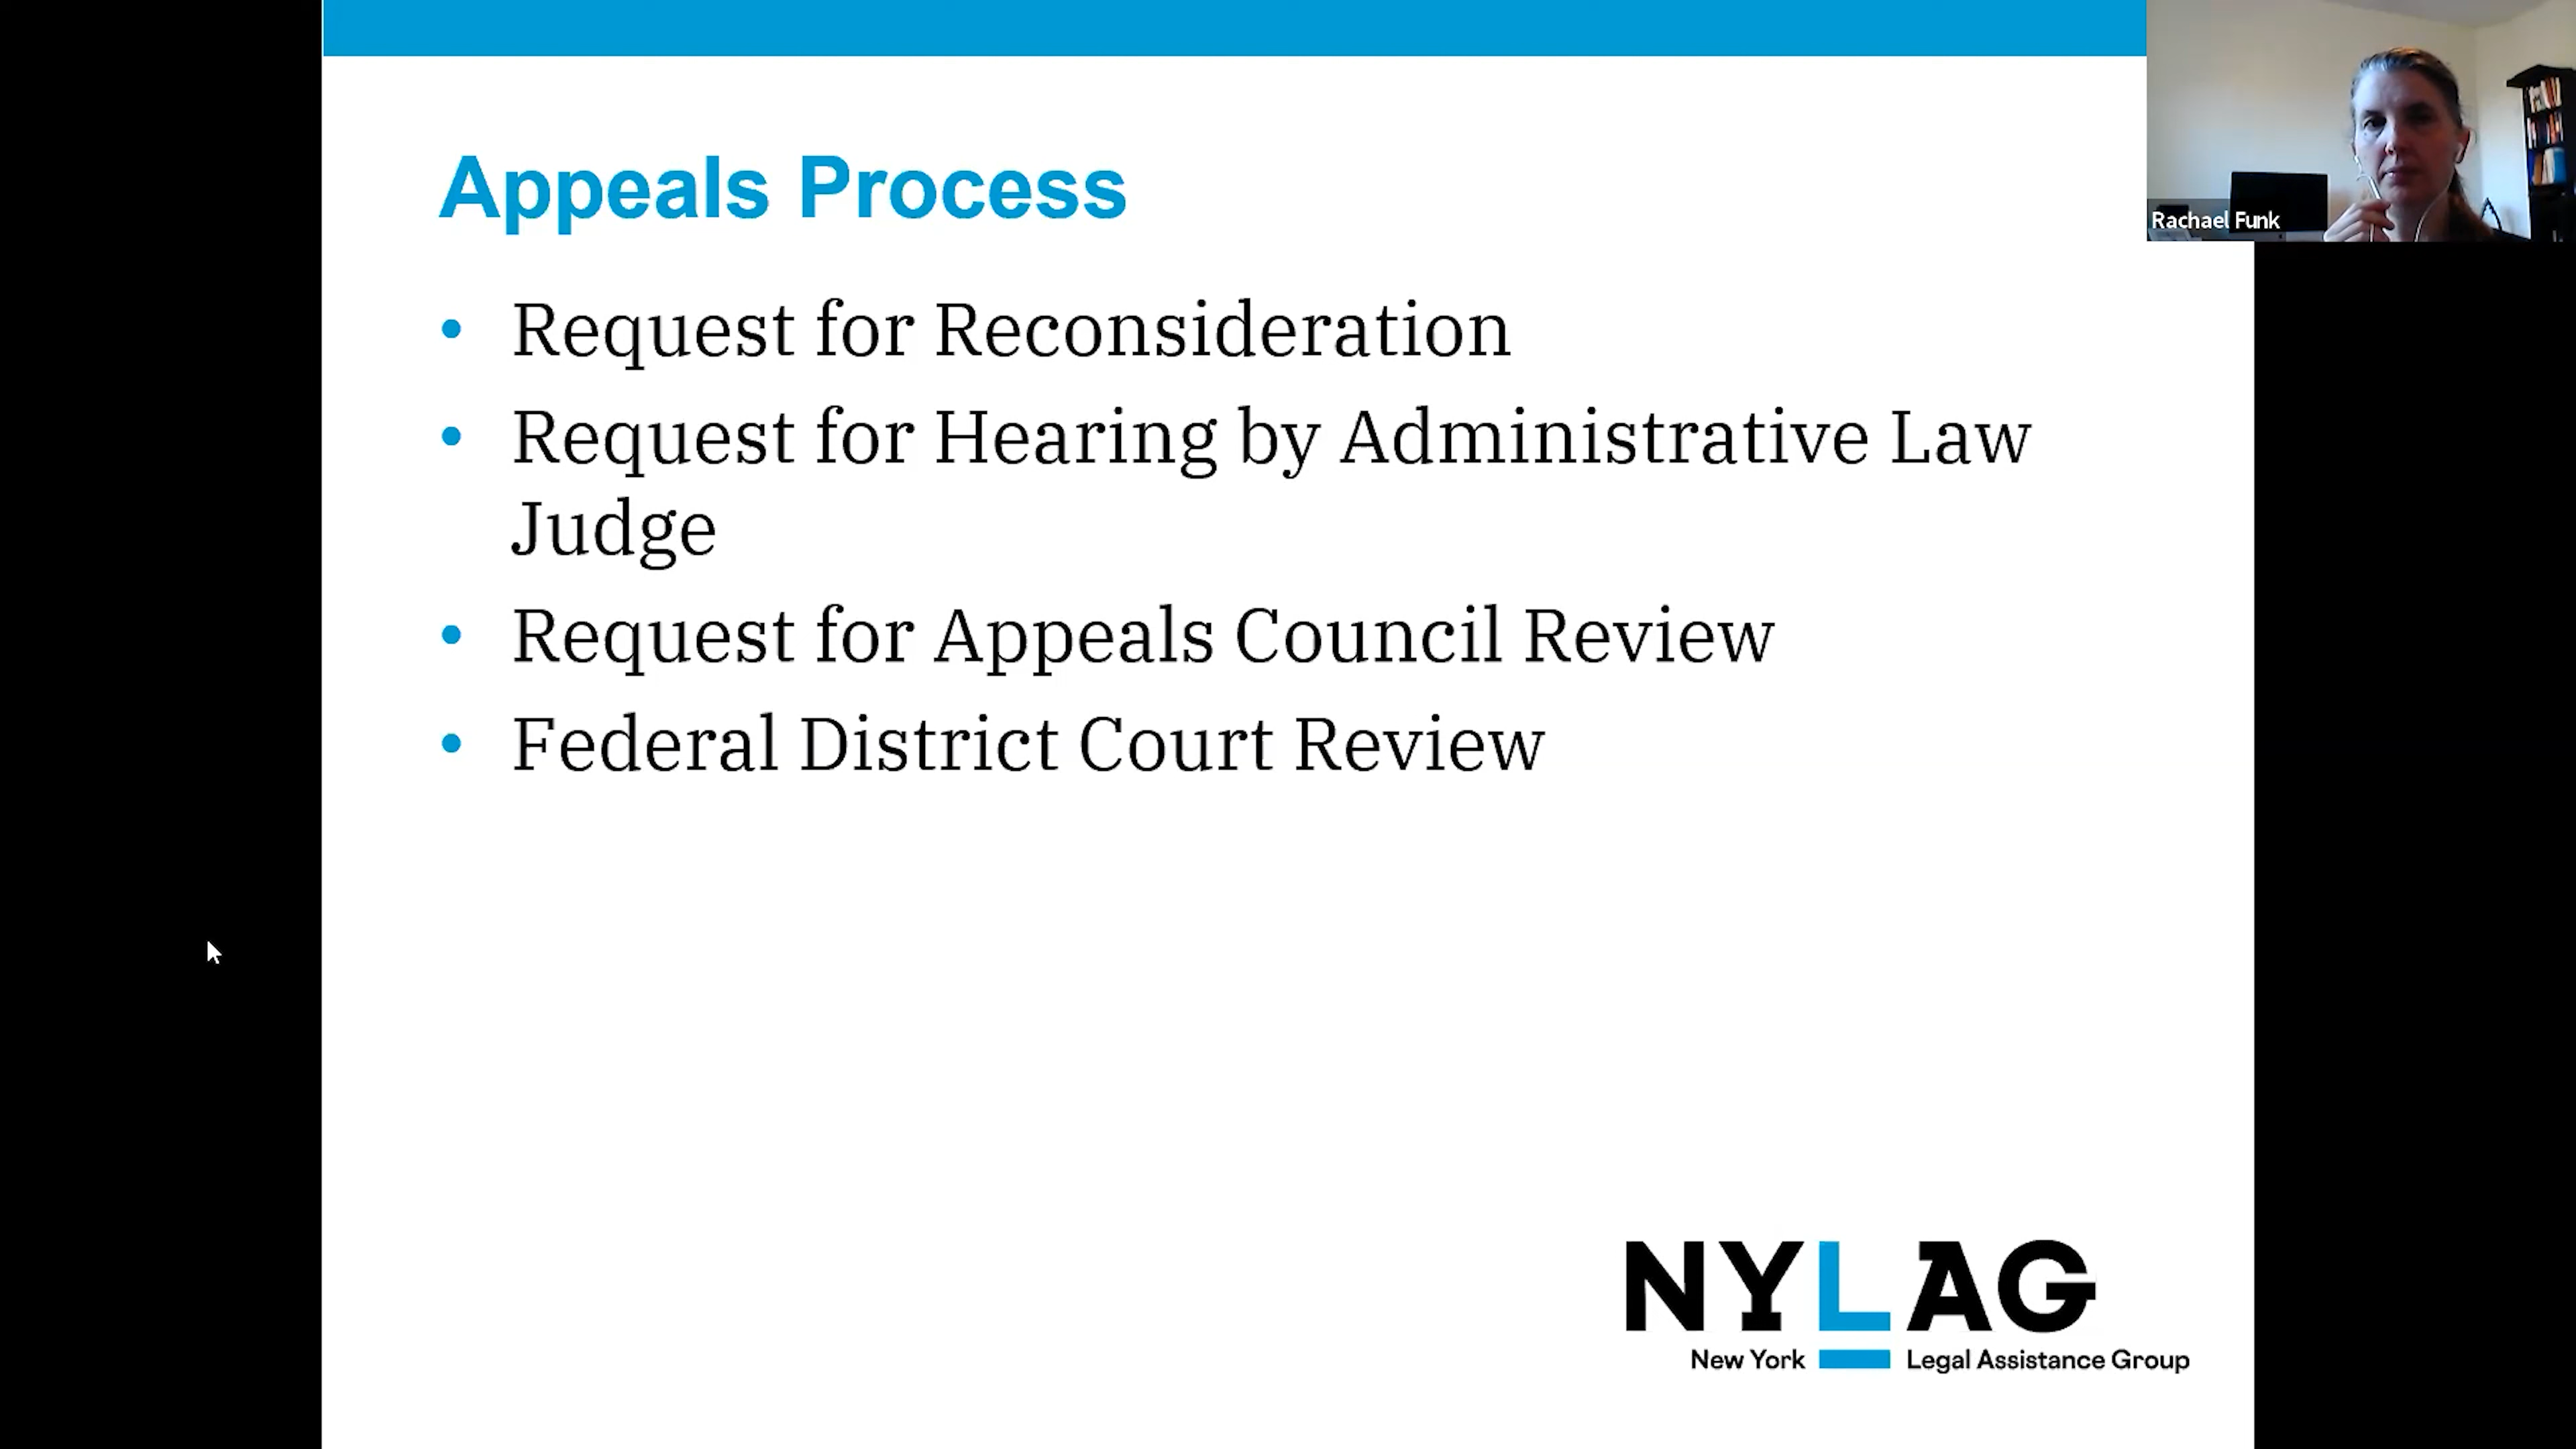 Appeals Process
Rachael Funk
• Request for Reconsideration
• Request for Hearing by Administrative Law
Judge
• Request for Appeals Council Review
• Federal District Court Review
NYLAG
New York Legal Assistance Group